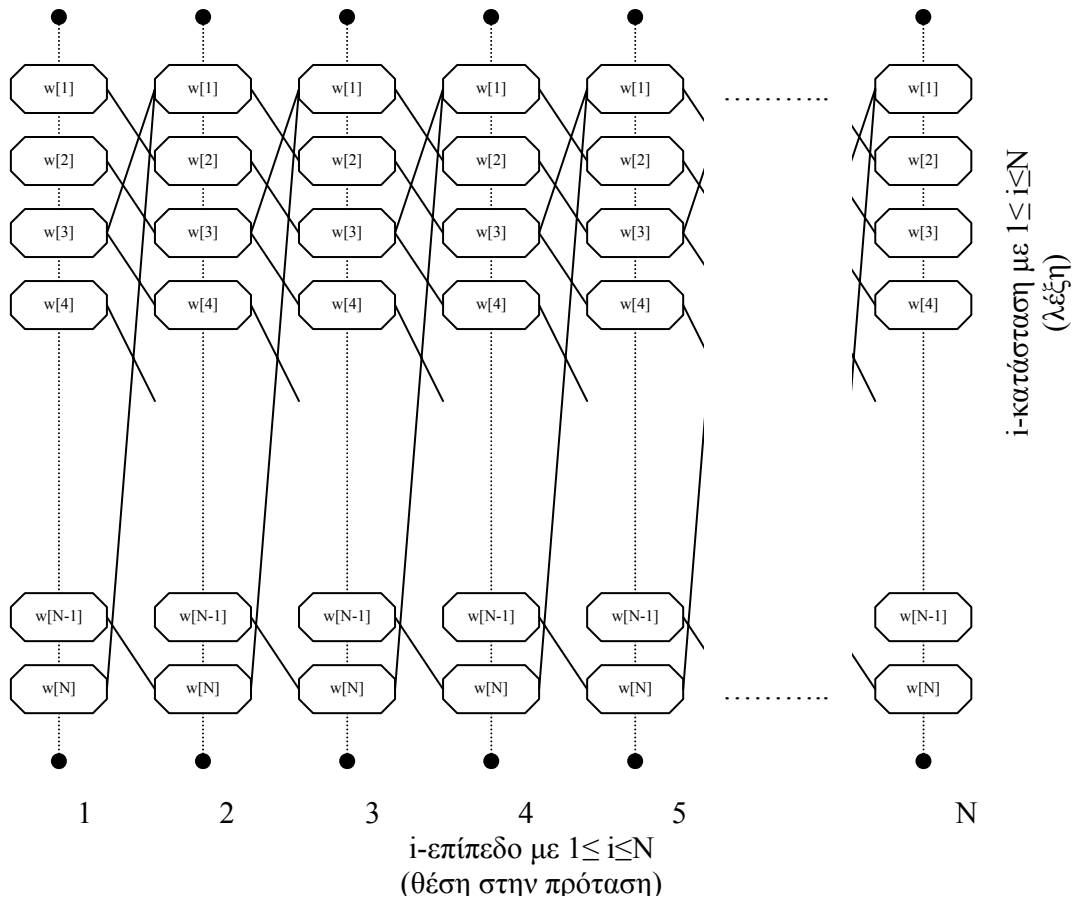 w[1] w[1] w[1] w[1] w[1] ........... w[1]
w[2] w[2] w[2] w[2] w[2] w[2]
w[3] w[3] w[3] w[3] w[3] w[3]
w[4] w[4] w[4] w[4] w[4] w[4]
w[N-1] w[N-1] w[N-1] w[N-1] w[N-1] w[N-1]
w[N] w[N] w[N] w[N] w[N] ........... w[N]
1 2 3 4 5 N
i-επίπεδο με 1≤ i≤N
(θέση στην πρόταση)
i-κατάσταση με 1≤ i≤N
(λέξη)